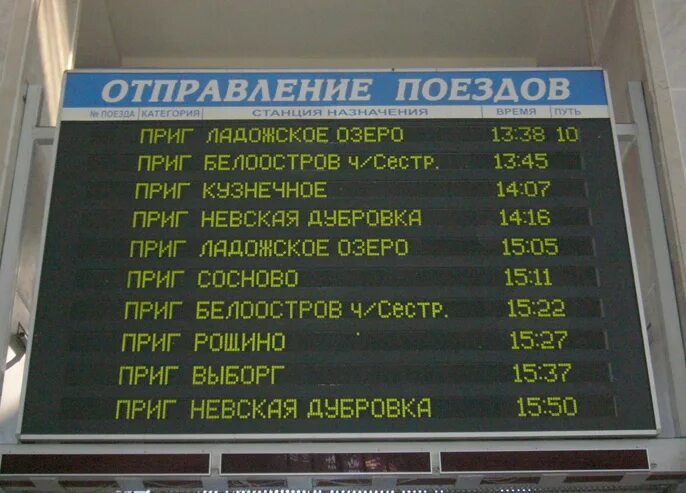 ОТПРАВЛЕНИЕ ПОЕЗДОВ
№ ПОЕЗДА КАТЕГОРИЯ СТАНЦИЯ НАЗНАЧЕНИЯ ВРЕМЯ ПУТЬ
ПРИГ ЛАДОЖСКОЕ ОЗЕРО 13:38 10
ПРИГ БЕЛООСТРОВ ч/Сестр. 13:45
ПРИГ КУЗНЕЧНОЕ 14:07
ПРИГ НЕВСКАЯ ДУБРОВКА 14:16
ПРИГ ЛАДОЖСКОЕ ОЗЕРО 15:05
ПРИГ СОСНОВО 15:11
ПРИГ БЕЛООСТРОВ ч/Сестр. 15:22
ПРИГ РОЩИНО 15:27
ПРИГ ВЫБОРГ 15:37
ПРИГ НЕВСКАЯ ДУБРОВКА 15:50